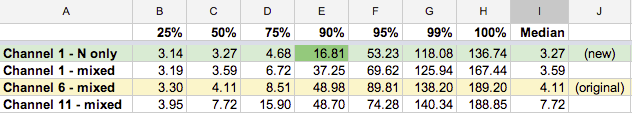 A B C D E F G H I J
25% 50% 75% 90% 95% 99% 100% Median
Channel 1 - N only 3.14 3.27 4.68 16.81 53.23 118.08 136.74 3.27 (new)
Channel 1 - mixed 3.19 3.59 6.72 37.25 69.62 125.94 167.44 3.59
Channel 6 - mixed 3.30 4.11 8.51 48.98 89.81 138.20 189.20 4.11 (original)
Channel 11 - mixed 3.95 7.72 15.90 48.70 74.28 140.34 188.85 7.72